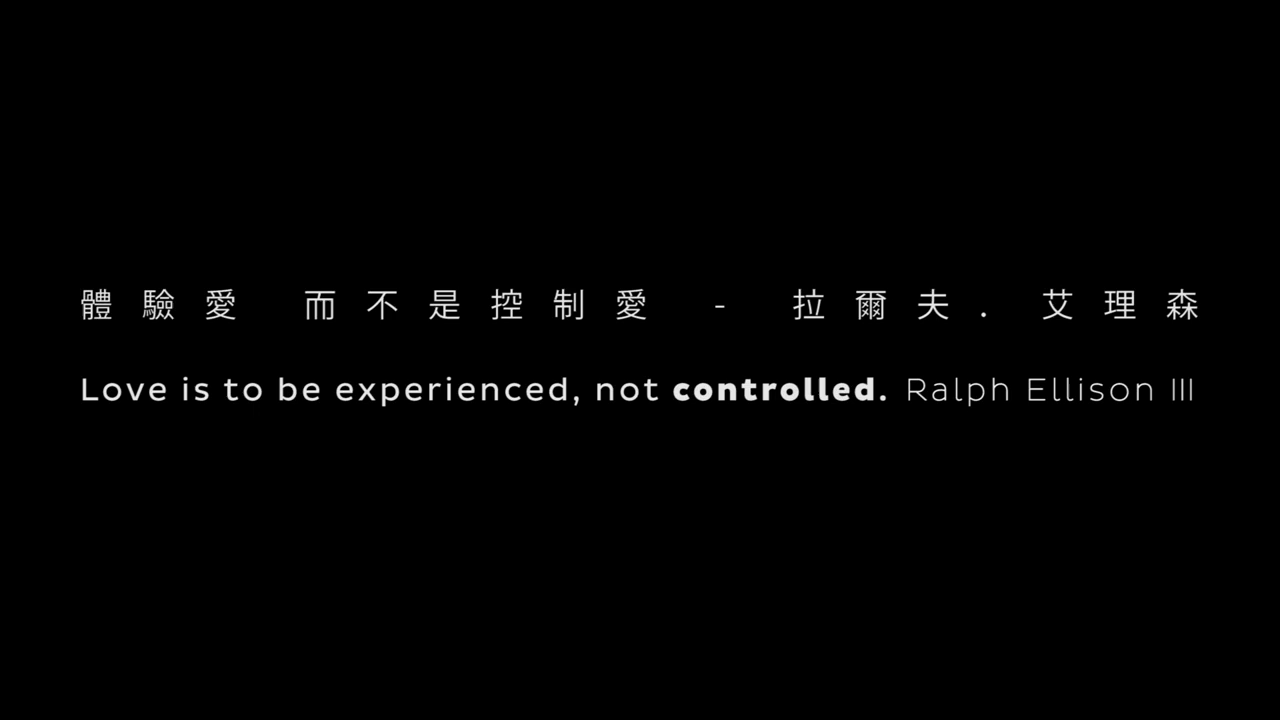 體驗愛 而不是控制愛 - 拉爾夫. 艾理森
Love is to be experienced, not controlled. Ralph Ellison III